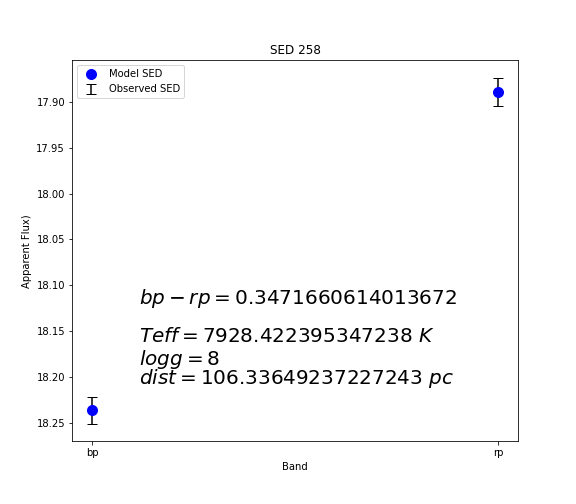 SED 258
Model SED
Observed SED
17.90
17.95
18.00
18.05
18.10
18.15
18.20
18.25
Apparent Flux)
bp − rp = 0.3471660614013672
Teff = 7928.422395347238 K
logg = 8
dist = 106.33649237227243 pc
bp
rp
Band